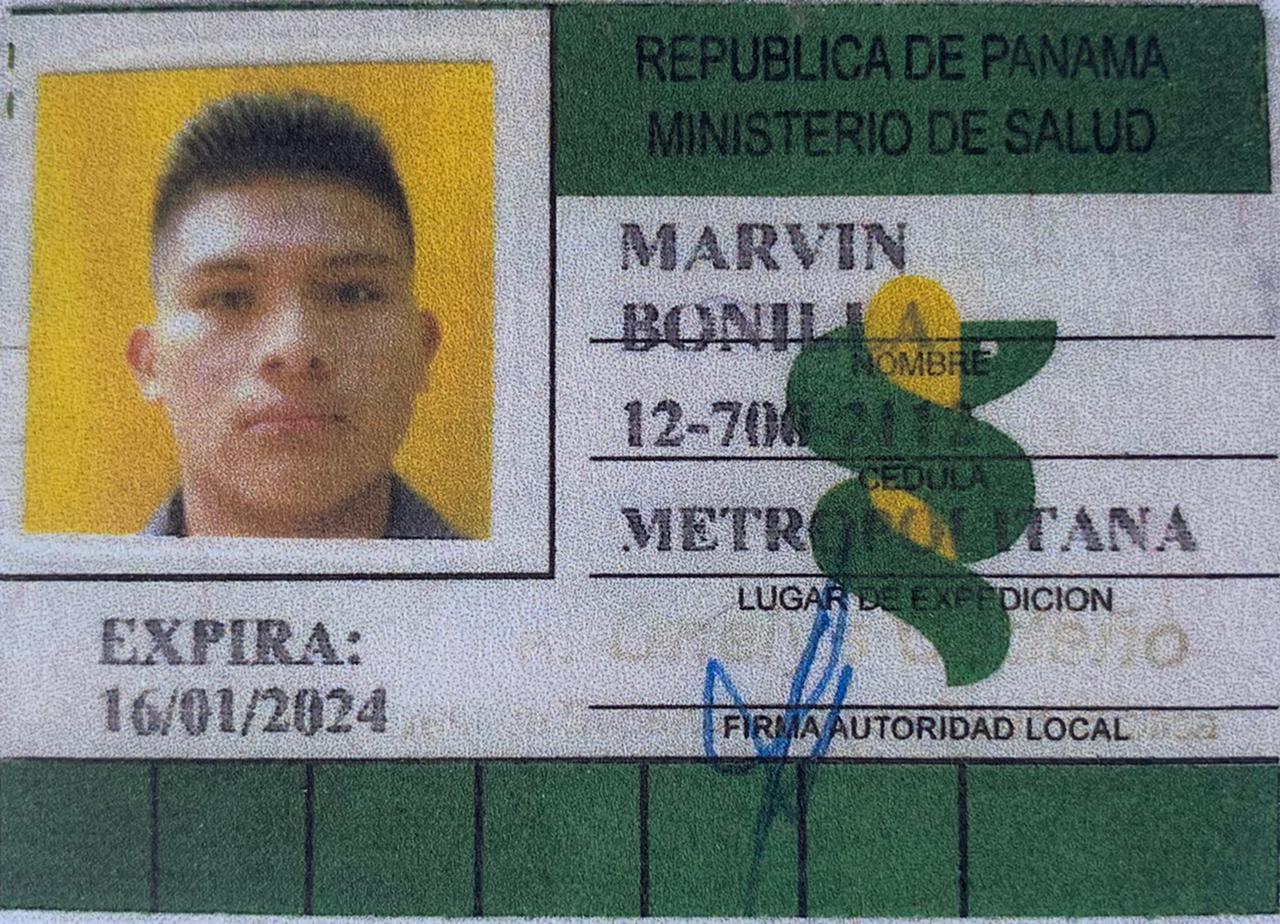 REPUBLICA DE PANAMA
MINISTERIO DE SALUD
MARVIN
BONILLA
NOMBRE
12-706-2112
CEDULA
METROPOLITANA
LUGAR DE EXPEDICION
EXPIRA:
16/01/2024
FIRMA AUTORIDAD LOCAL